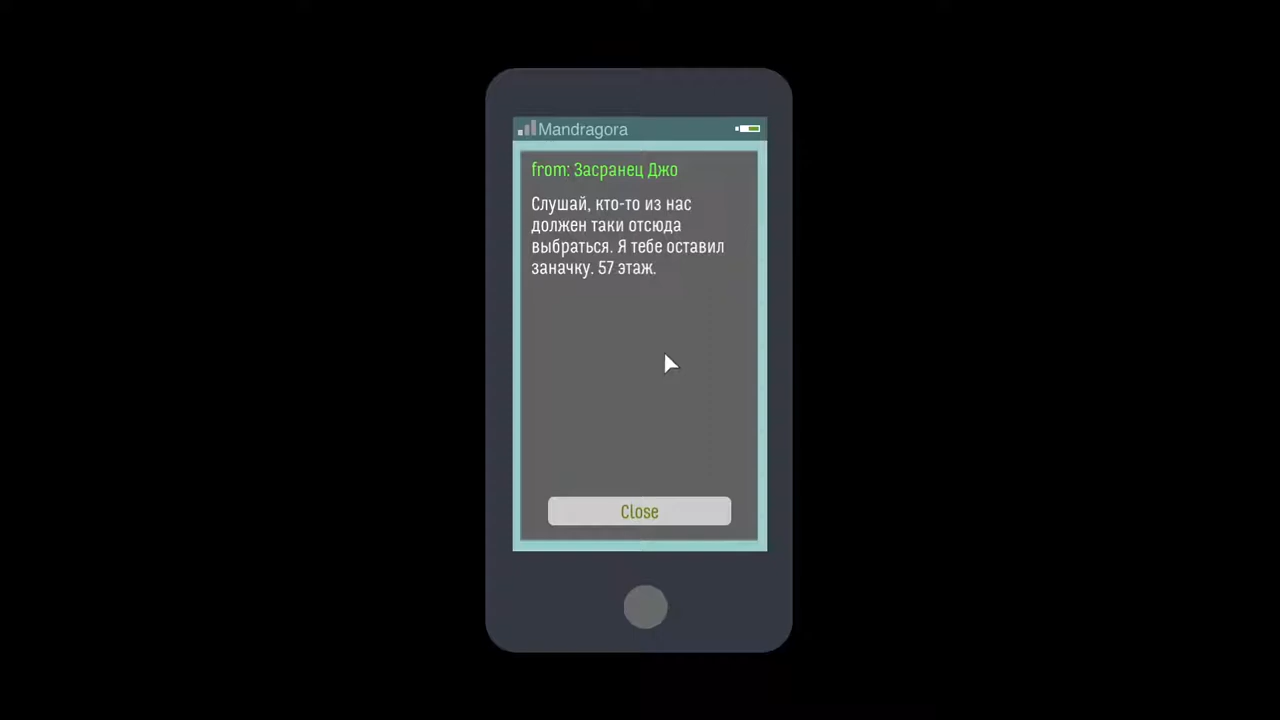 Mandragora
from: Засранец Джо
Слушай, кто-то из нас
должен таки отсюда
выбраться. Я тебе оставил
заначку. 57 этаж.
Close